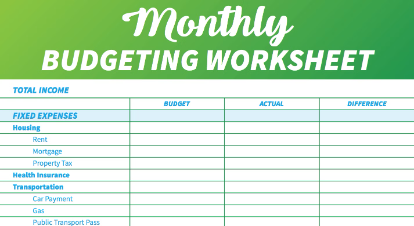 Monthly
BUDGETING WORKSHEET
TOTAL INCOME
BUDGET ACTUAL DIFFERENCE
FIXED EXPENSES
Housing
Rent
Mortgage
Property Tax
Health Insurance
Transportation
Car Payment
Gas
Public Transport Pass